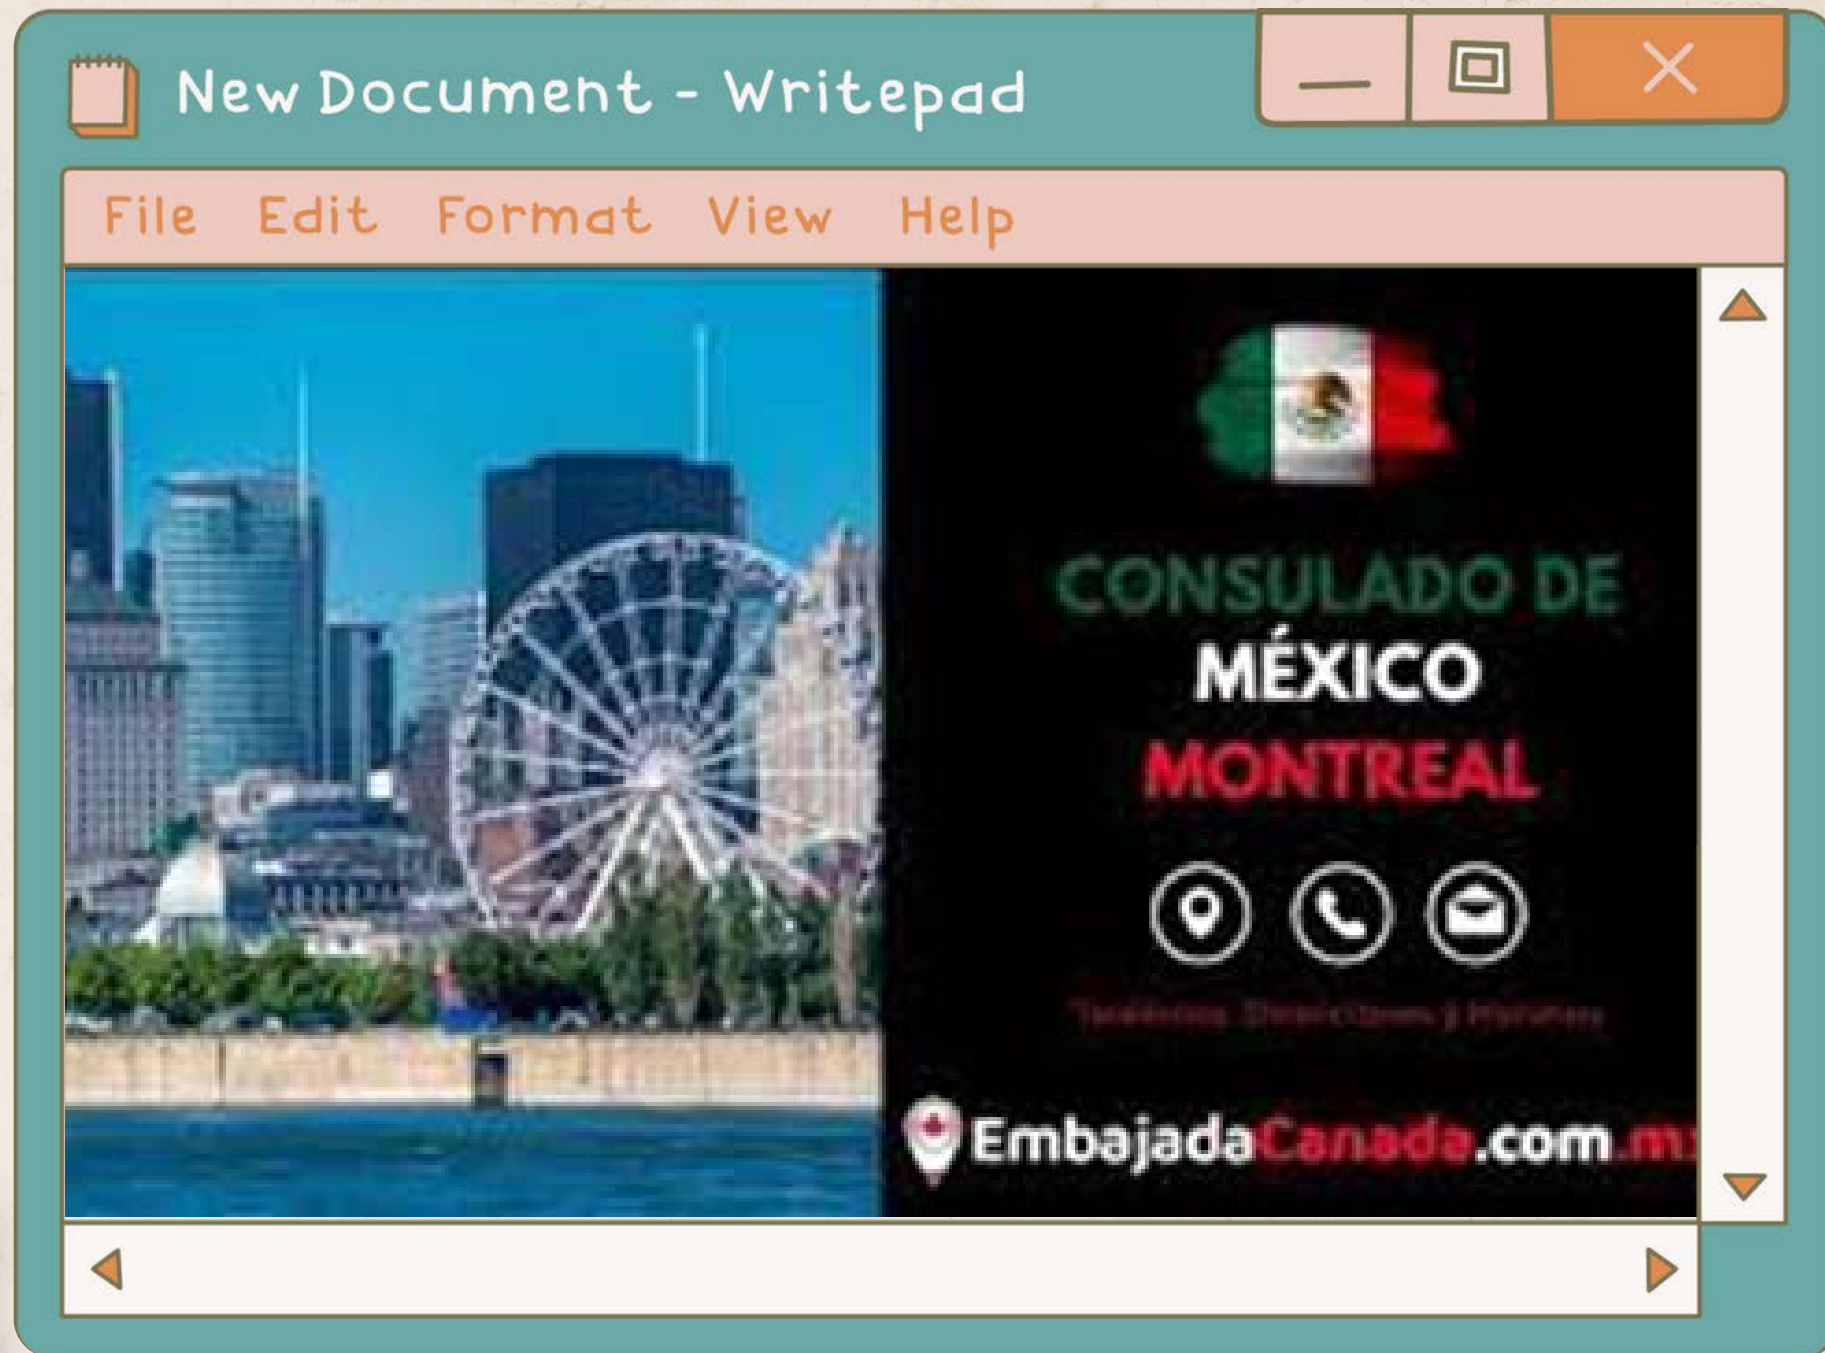 New Document - Writepad
File Edit Format View Help
CONSULADO DE
MÉXICO
MONTREAL
EmbajadaCanada.com